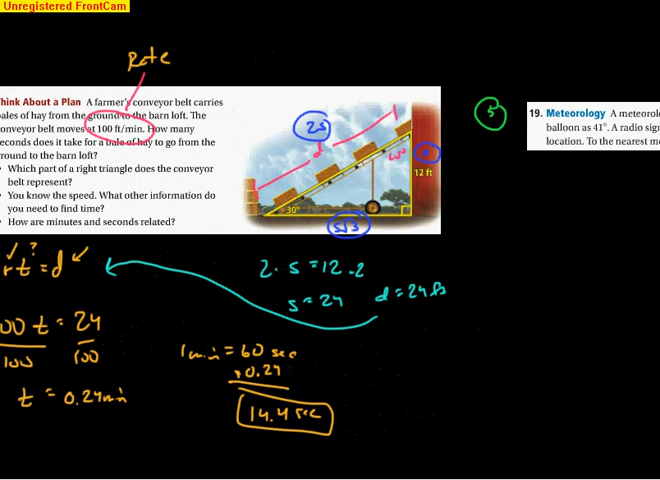 Unregistered FrontCam
Rate
Think About a Plan A farmer's conveyor belt carries
bales of hay from the ground to the barn loft. The
conveyor belt moves at 100 ft/min. How many
seconds does it take for a bale of hay to go from the
ground to the barn loft?
• Which part of a right triangle does the conveyor
belt represent?
• You know the speed. What other information do
you need to find time?
• How are minutes and seconds related?
2s
d
60°
30°
12 ft
s√3
5
19. Meteorology A meteorol
balloon as 41°. A radio sig
location. To the nearest m
rt = d
?
2 · s = 12 · 2
s = 24
d = 24 ft
00 t = 24
100 100
t = 0.24 min
1 min = 60 sec
× 0.24
14.4 sec